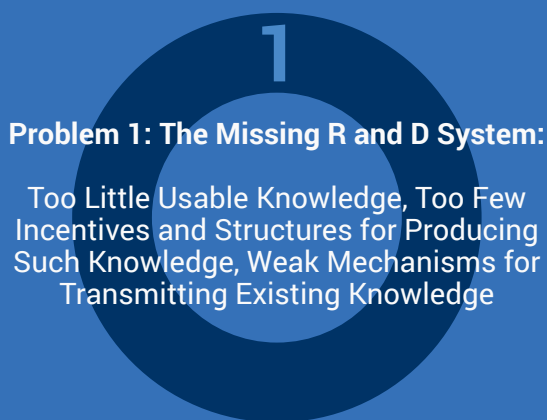 1
Problem 1: The Missing R and D System:
Too Little Usable Knowledge, Too Few
Incentives and Structures for Producing
Such Knowledge, Weak Mechanisms for
Transmitting Existing Knowledge